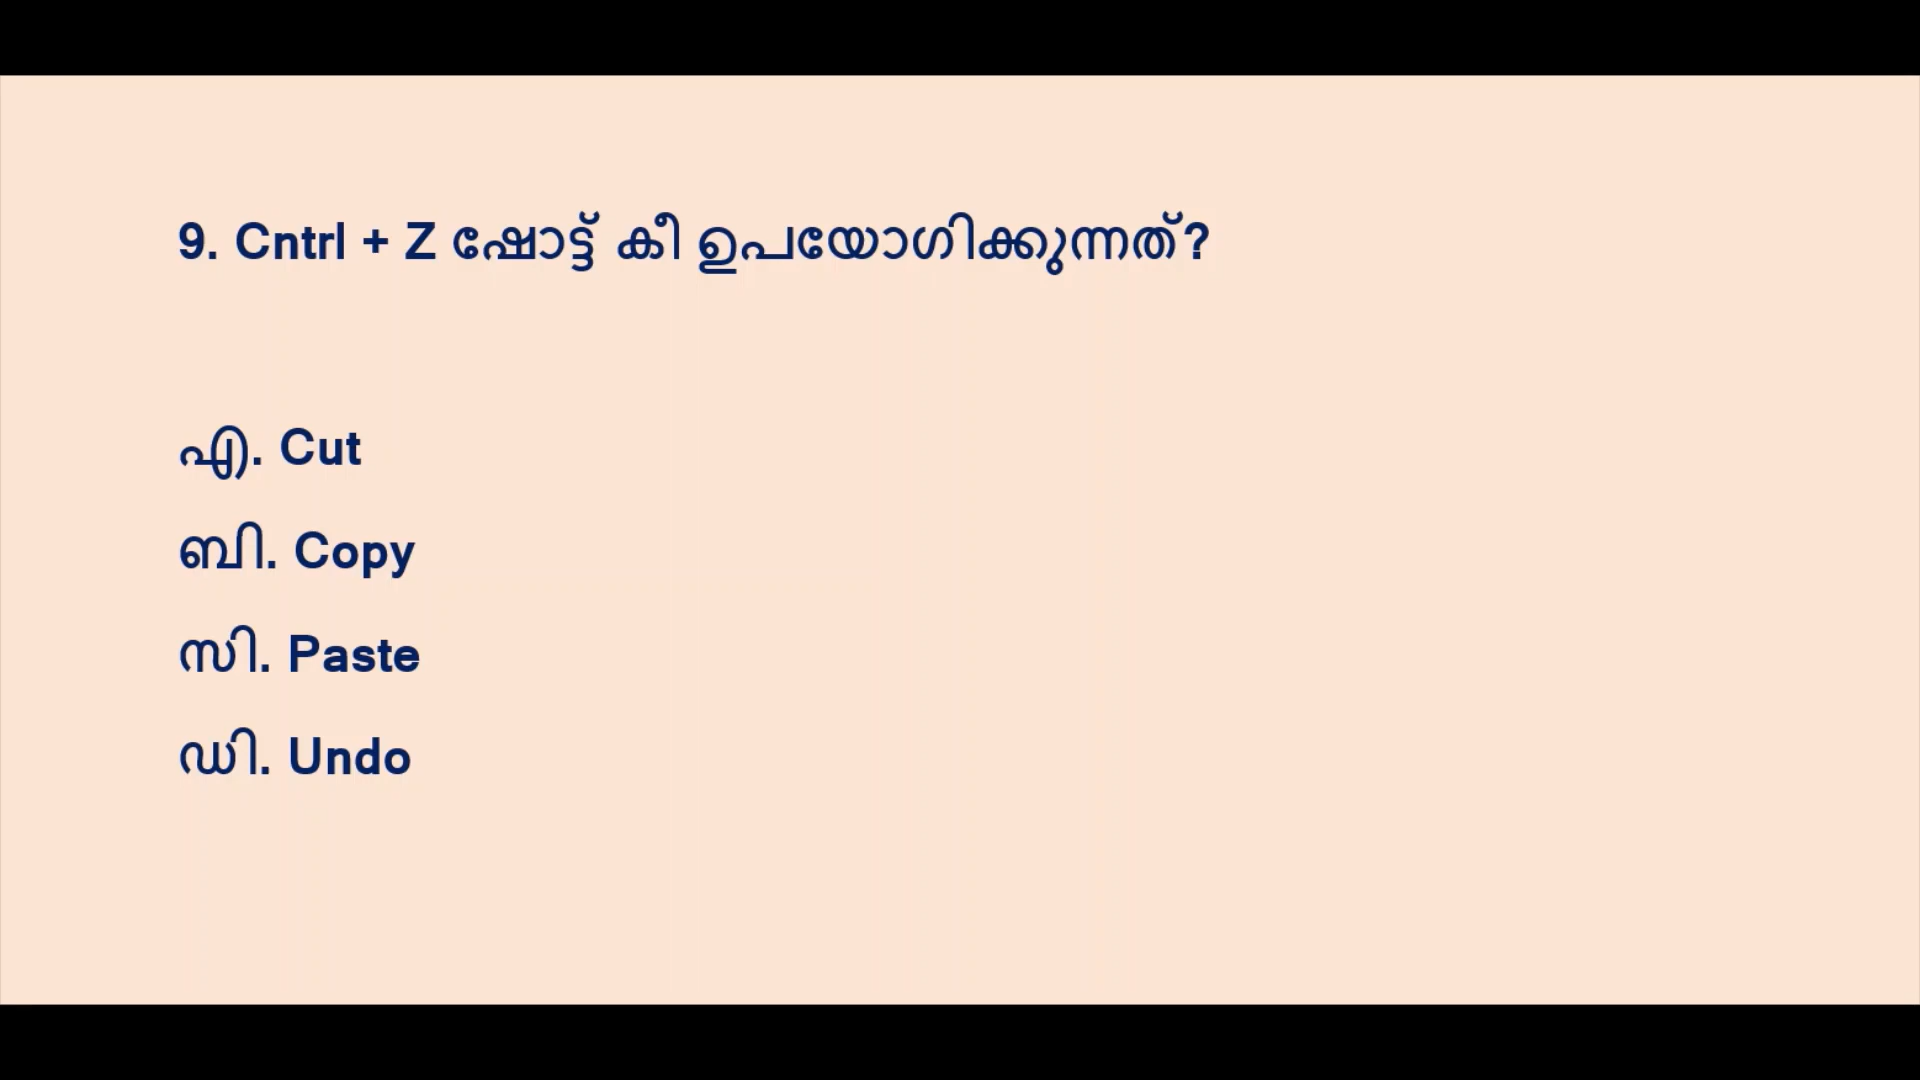 9. Cntrl + Z ഷോട്ട് കീ ഉപയോഗിക്കുന്നത്?
എ. Cut
ബി. Copy
സി. Paste
ഡി. Undo